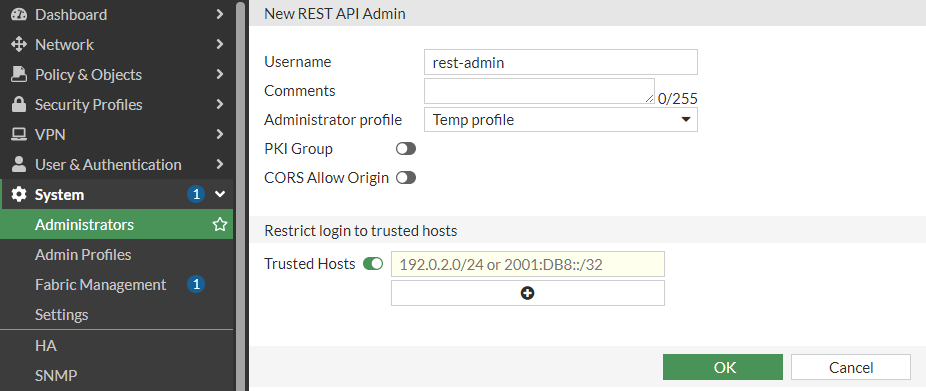 Dashboard
Network
Policy & Objects
Security Profiles
VPN
User & Authentication
System 1
Administrators
Admin Profiles
Fabric Management 1
Settings
HA
SNMP
New REST API Admin
Username rest-admin
Comments 0/255
Administrator profile Temp profile
PKI Group
CORS Allow Origin
Restrict login to trusted hosts
Trusted Hosts 192.0.2.0/24 or 2001:DB8::/32
OK Cancel